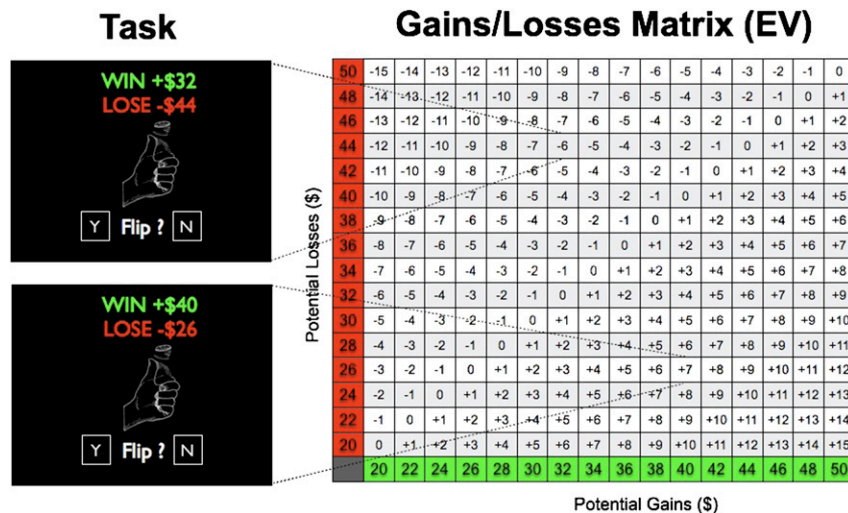 Task
Gains/Losses Matrix (EV)
WIN +$32
LOSE -$44
Y Flip ? N
WIN +$40
LOSE -$26
Y Flip ? N
Potential Losses ($)
50 -15 -14 -13 -12 -11 -10 -9 -8 -7 -6 -5 -4 -3 -2 -1 0
48 -14 -13 -12 -11 -10 -9 -8 -7 -6 -5 -4 -3 -2 -1 0 +1
46 -13 -12 -11 -10 -9 -8 -7 -6 -5 -4 -3 -2 -1 0 +1 +2
44 -12 -11 -10 -9 -8 -7 -6 -5 -4 -3 -2 -1 0 +1 +2 +3
42 -11 -10 -9 -8 -7 -6 -5 -4 -3 -2 -1 0 +1 +2 +3 +4
40 -10 -9 -8 -7 -6 -5 -4 -3 -2 -1 0 +1 +2 +3 +4 +5
38 -9 -8 -7 -6 -5 -4 -3 -2 -1 0 +1 +2 +3 +4 +5 +6
36 -8 -7 -6 -5 -4 -3 -2 -1 0 +1 +2 +3 +4 +5 +6 +7
34 -7 -6 -5 -4 -3 -2 -1 0 +1 +2 +3 +4 +5 +6 +7 +8
32 -6 -5 -4 -3 -2 -1 0 +1 +2 +3 +4 +5 +6 +7 +8 +9
30 -5 -4 -3 -2 -1 0 +1 +2 +3 +4 +5 +6 +7 +8 +9 +10
28 -4 -3 -2 -1 0 +1 +2 +3 +4 +5 +6 +7 +8 +9 +10 +11
26 -3 -2 -1 0 +1 +2 +3 +4 +5 +6 +7 +8 +9 +10 +11 +12
24 -2 -1 0 +1 +2 +3 +4 +5 +6 +7 +8 +9 +10 +11 +12 +13
22 -1 0 +1 +2 +3 +4 +5 +6 +7 +8 +9 +10 +11 +12 +13 +14
20 0 +1 +2 +3 +4 +5 +6 +7 +8 +9 +10 +11 +12 +13 +14 +15
20 22 24 26 28 30 32 34 36 38 40 42 44 46 48 50
Potential Gains ($)